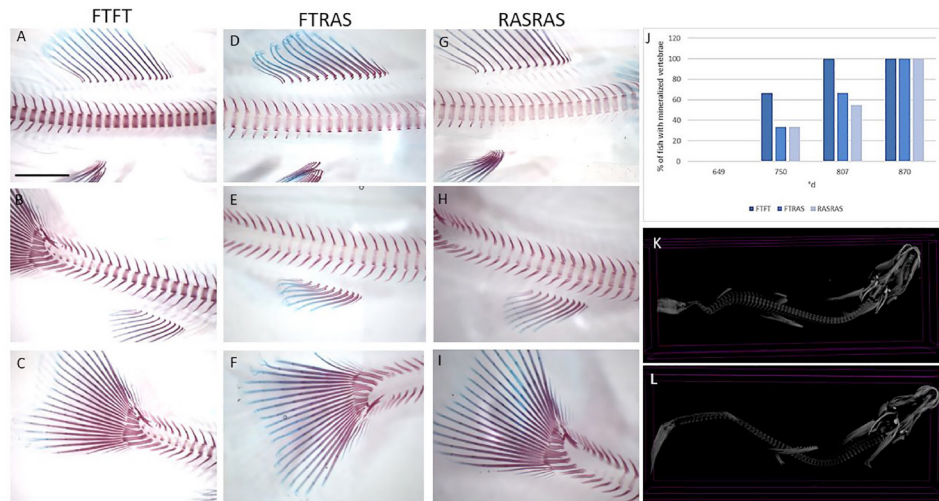 FTFT
FTRAS
RASRAS
A
D
G
J
B
E
H
K
C
F
I
L
% of fish with mineralized vertebrae
120
100
80
60
40
20
0
649
750
807
870
°d
FTFT
FTRAS
RASRAS